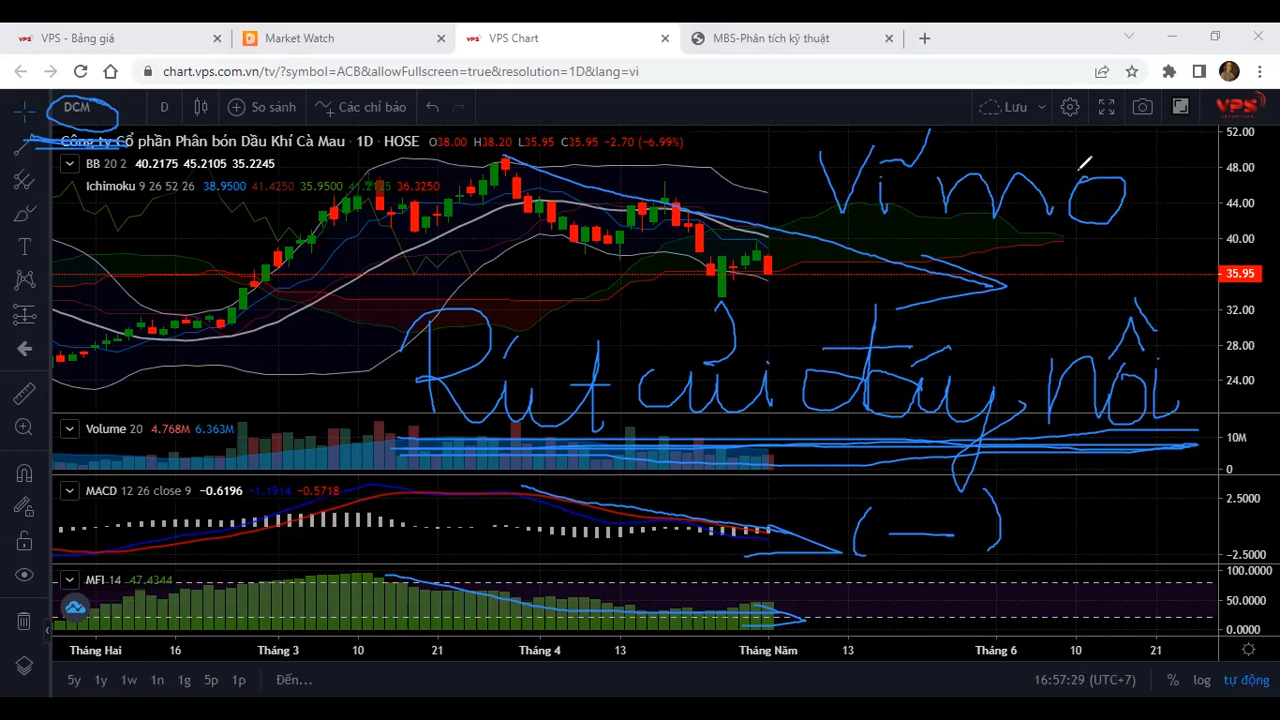 VPS - Bảng giá
Market Watch
VPS Chart
MBS-Phân tích kỹ thuật
chart.vps.com.vn/tv/?symbol=ACB&allowFullscreen=true&resolution=1D&lang=vi
DCM D So sánh Các chỉ báo Lưu VPS
Công ty Cổ phần Phân bón Dầu Khí Cà Mau · 1D · HOSE O38.00 H38.20 L35.95 C35.95 -2.70 (-6.99%)
BB 20 2 40.2175 45.2105 35.2245
Ichimoku 9 26 52 26 38.9500 41.4250 35.9500 41.2125 36.3250
Vĩ mô
52.00
48.00
44.00
40.00
35.95
32.00
28.00
24.00
Rút củi đáy nồi
Volume 20 4.768M 6.363M
10M
0
MACD 12 26 close 9 -0.6196 -1.1914 -0.5718
(-)
2.5000
-2.5000
MFI 14 47.4344
100.0000
50.0000
0.0000
Tháng Hai 16 Tháng 3 10 21 Tháng 4 13 Tháng Năm 13 Tháng 6 10 21
5y 1y 1w 1n 1g 5p 1p Đến... 16:57:29 (UTC+7) % log tự động